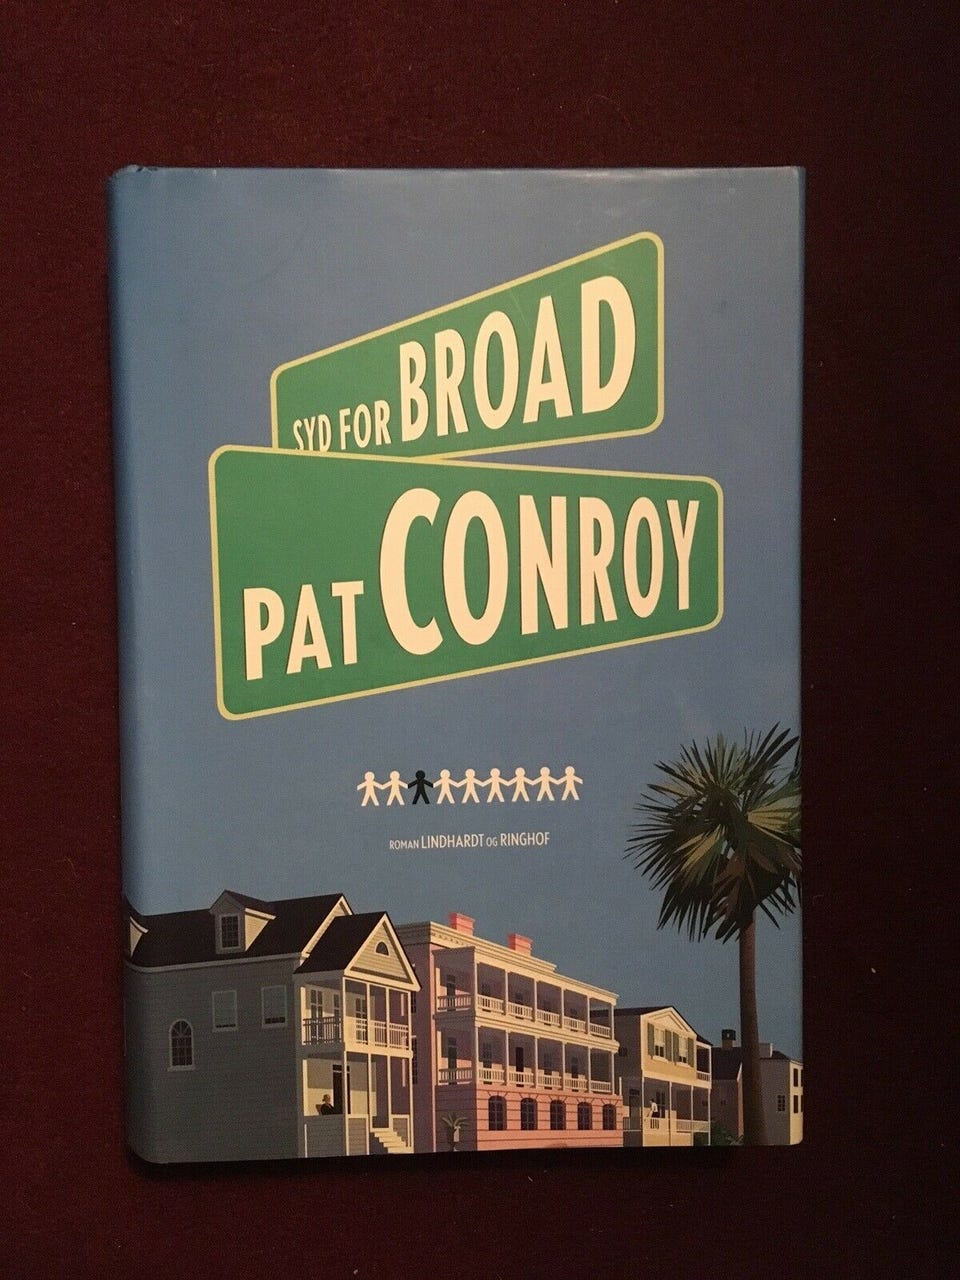 SYD FOR BROAD
PAT CONROY
ROMAN LINDHARDT OG RINGHOF